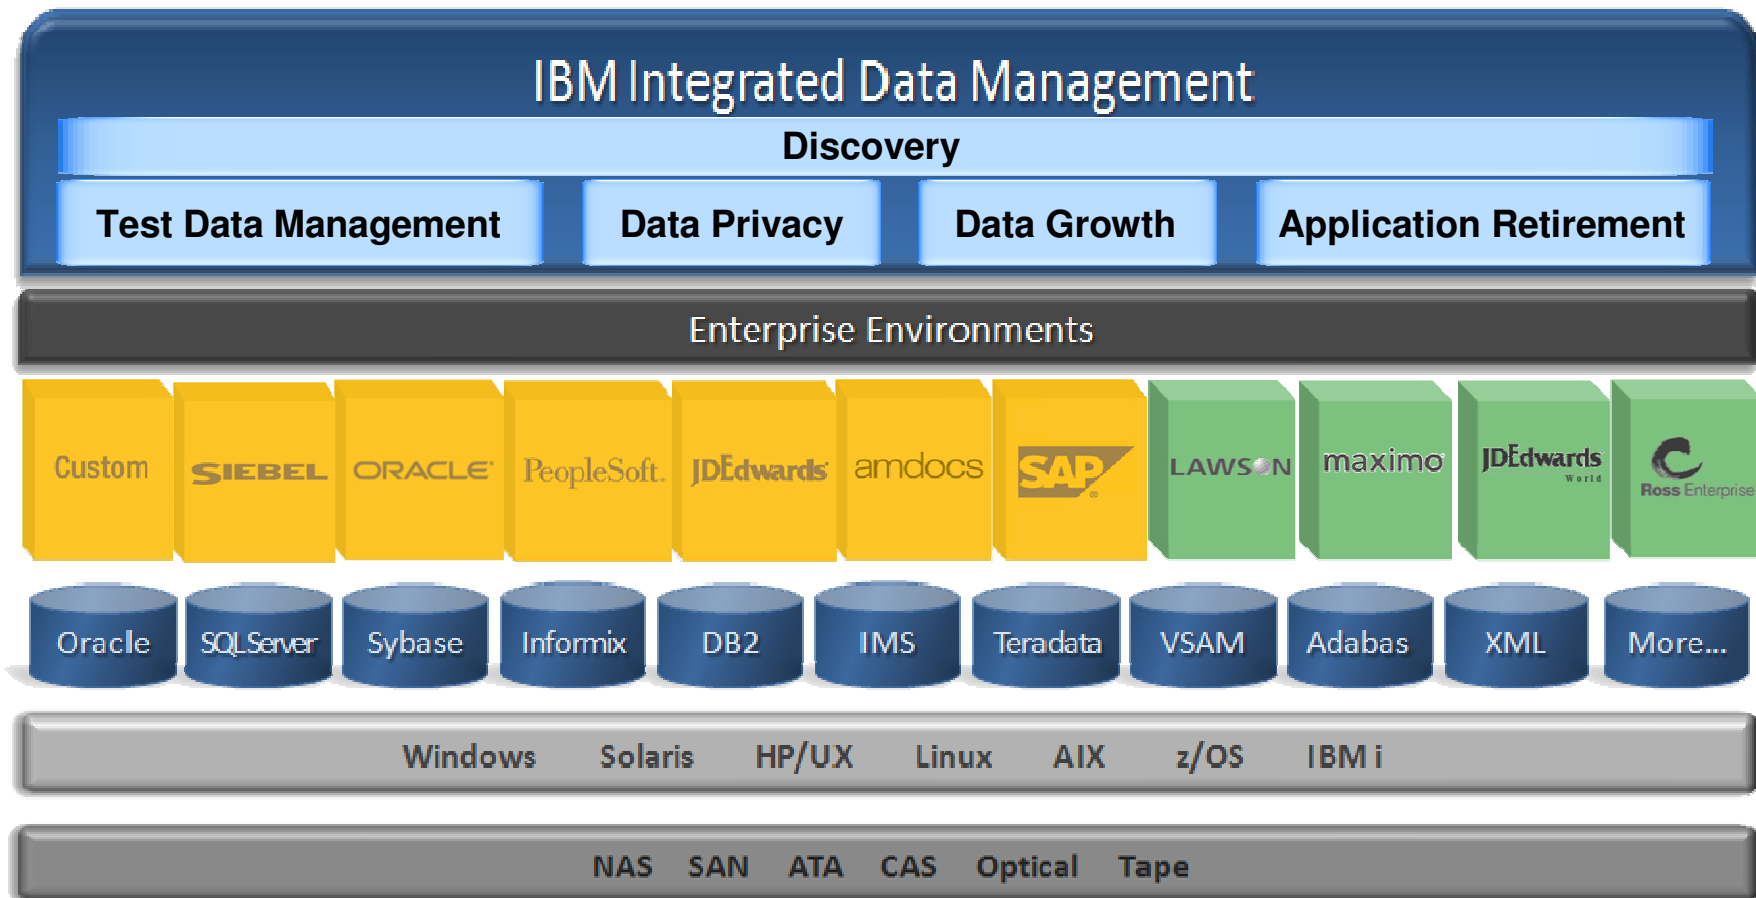 IBM Integrated Data Management
Discovery
Test Data Management Data Privacy Data Growth Application Retirement
Enterprise Environments
Custom SIEBEL ORACLE PeopleSoft. JDEdwards amdocs SAP® LAWSON maximo JDEdwards World Ross Enterprise
Oracle SQLServer Sybase Informix DB2 IMS Teradata VSAM Adabas XML More...
Windows Solaris HP/UX Linux AIX z/OS IBM i
NAS SAN ATA CAS Optical Tape